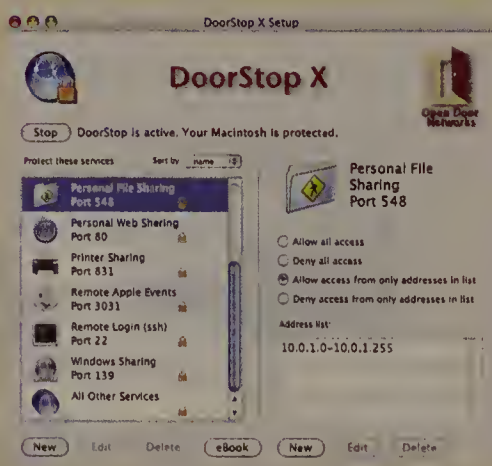 DoorStop X Setup
DoorStop X
Open Door
Networks
Stop DoorStop is active. Your Macintosh is protected.
Protect these services Sort by name
Personal File Sharing
Port 548
Personal Web Sharing
Port 80
Printer Sharing
Port 831
Remote Apple Events
Port 3031
Remote Login (ssh)
Port 22
Windows Sharing
Port 139
All Other Services
New Edit Delete eBook
Personal File
Sharing
Port 548
Allow all access
Deny all access
Allow access from only addresses in list
Deny access from only addresses in list
Address list:
10.0.1.0-10.0.1.255
New Edit Delete